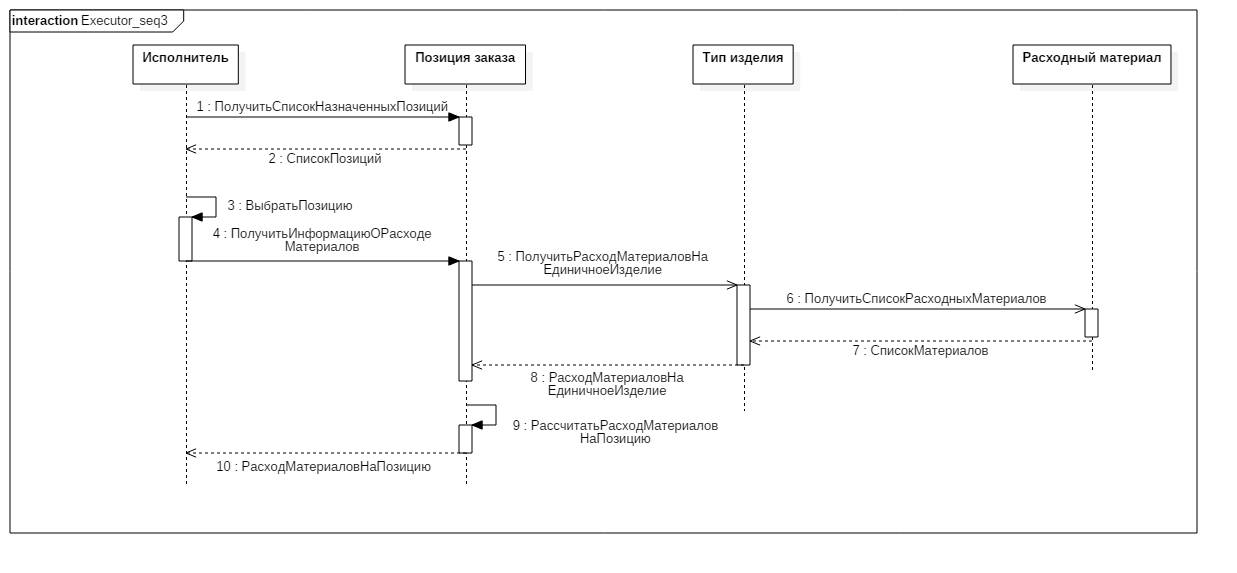 interaction Executor_seq3
Исполнитель
Позиция заказа
Тип изделия
Расходный материал
1 : ПолучитьСписокНазначенныхПозиций
2 : СписокПозиций
3 : ВыбратьПозицию
4 : ПолучитьИнформациюОРасходе
Материалов
5 : ПолучитьРасходМатериаловНа
ЕдиничноеИзделие
6 : ПолучитьСписокРасходныхМатериалов
7 : СписокМатериалов
8 : РасходМатериаловНа
ЕдиничноеИзделие
9 : РассчитатьРасходМатериалов
НаПозицию
10 : РасходМатериаловНаПозицию